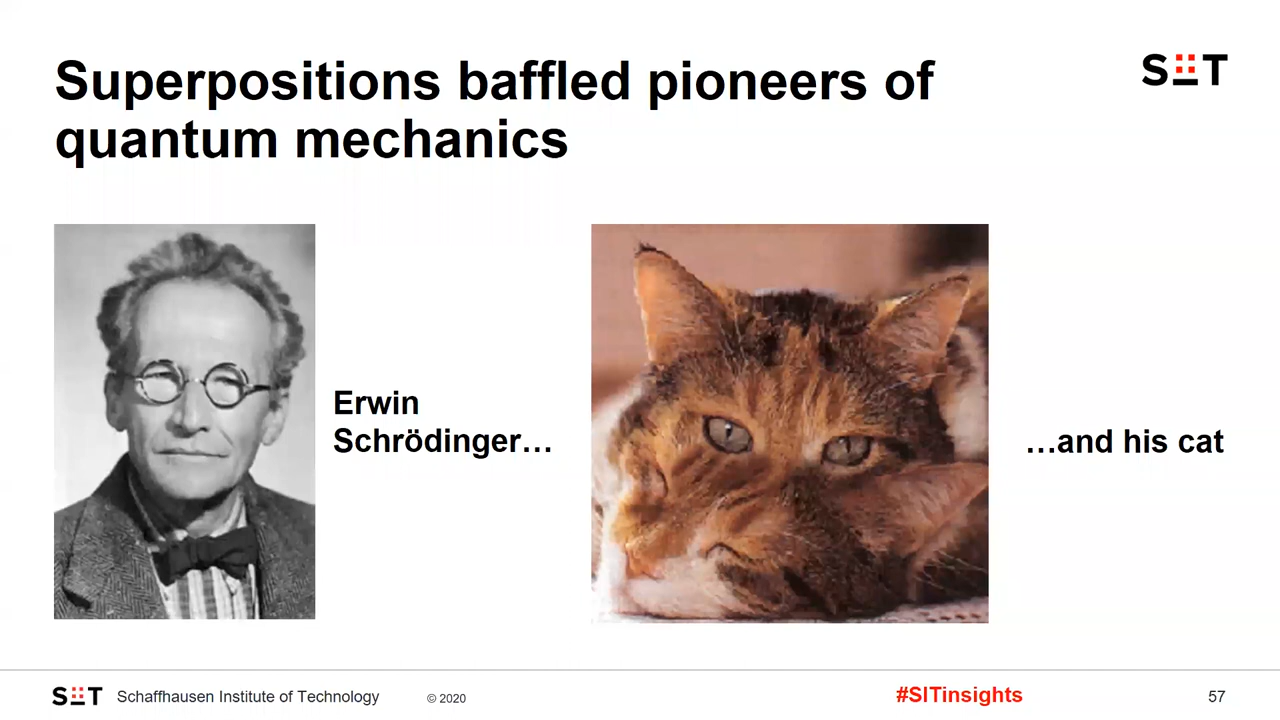 Superpositions baffled pioneers of
quantum mechanics
SIT
Erwin
Schrödinger…
…and his cat
SIT Schaffhausen Institute of Technology © 2020 #SITinsights 57